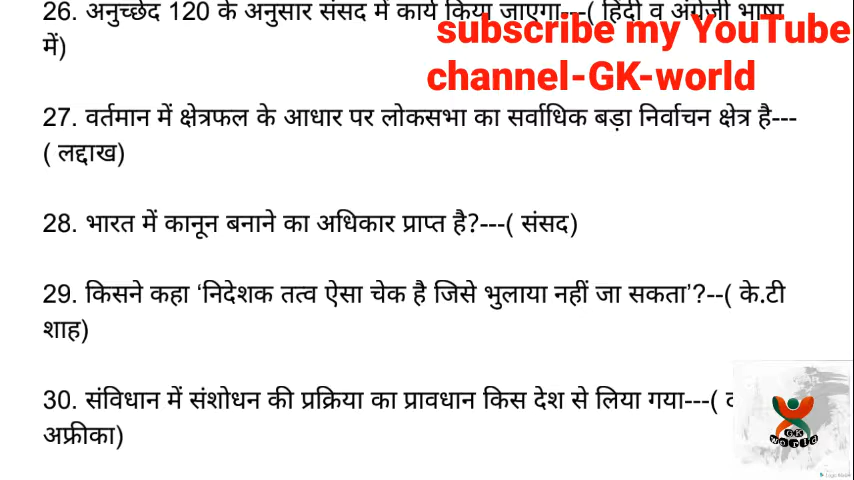 26. अनुच्छेद 120 के अनुसार संसद में कार्य किया जाएगा---( हिंदी व अंग्रेजी भाषा
में)
subscribe my YouTube
channel-GK-world
27. वर्तमान में क्षेत्रफल के आधार पर लोकसभा का सर्वाधिक बड़ा निर्वाचन क्षेत्र है---
( लद्दाख)
28. भारत में कानून बनाने का अधिकार प्राप्त है?---( संसद)
29. किसने कहा ‘निदेशक तत्व ऐसा चेक है जिसे भुलाया नहीं जा सकता’?--( के.टी
शाह)
30. संविधान में संशोधन की प्रक्रिया का प्रावधान किस देश से लिया गया---(
अफ्रीका)
GK
World